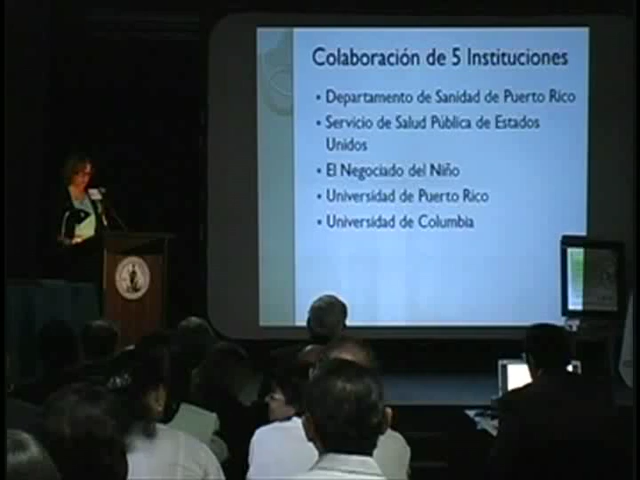 Colaboración de 5 Instituciones
• Departamento de Sanidad de Puerto Rico
• Servicio de Salud Pública de Estados
Unidos
• El Negociado del Niño
• Universidad de Puerto Rico
• Universidad de Columbia